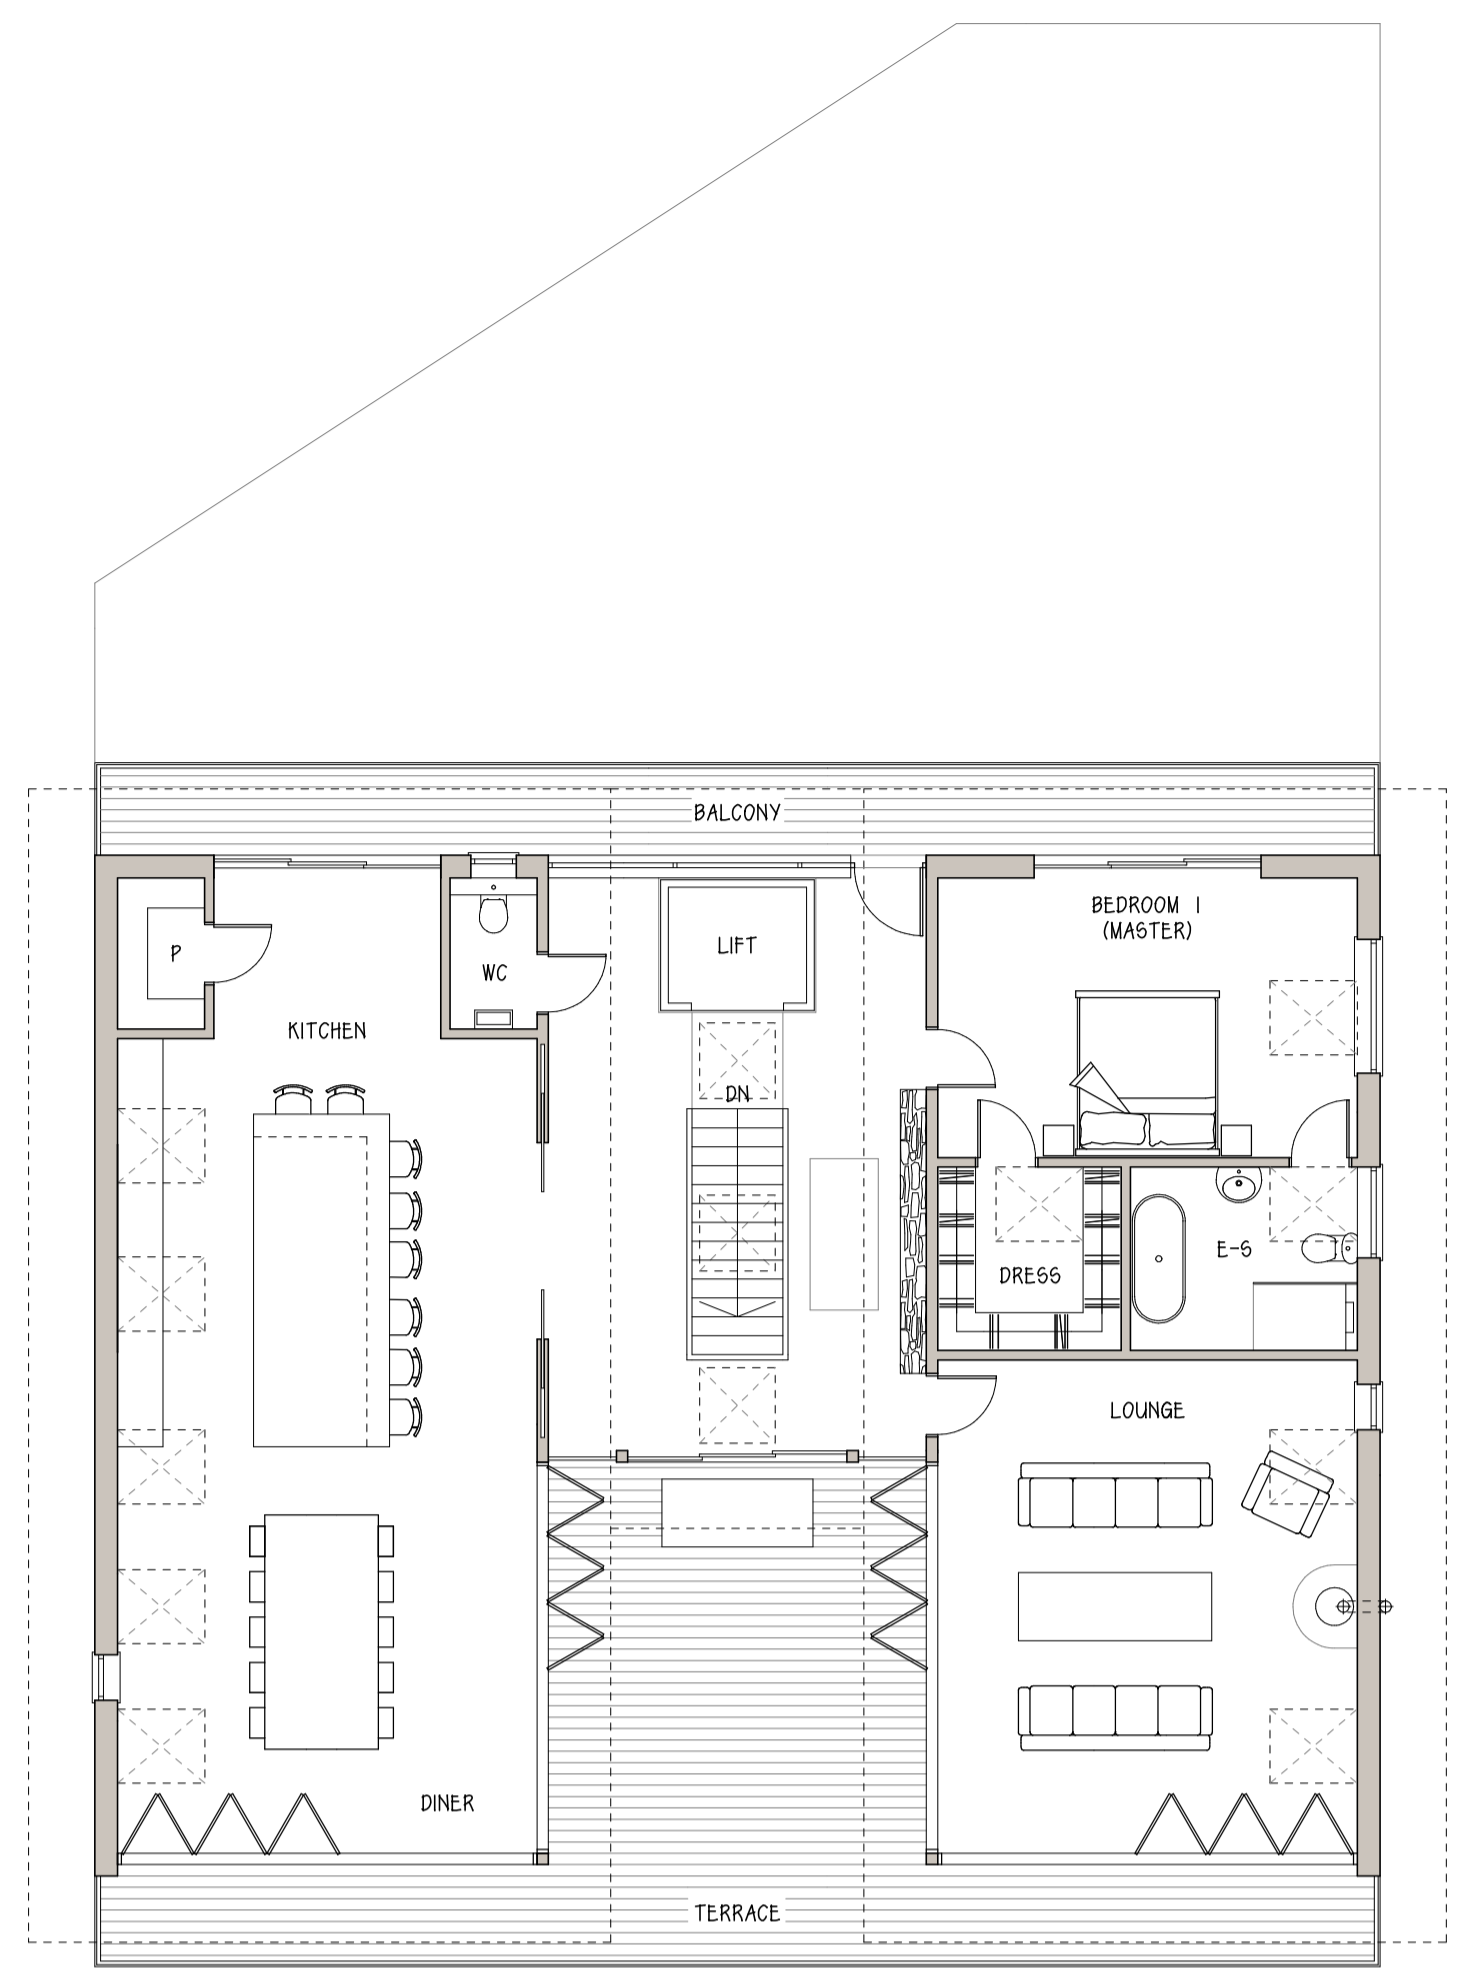 BALCONY
BEDROOM 1
(MASTER)
LIFT
P
WC
KITCHEN
DN
E-S
DRESS
LOUNGE
DINER
TERRACE